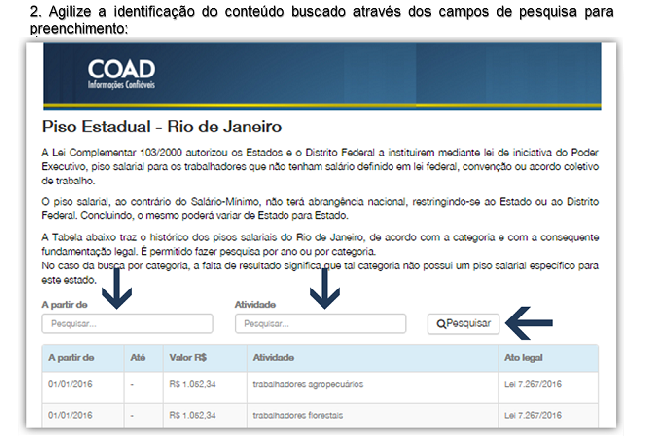 2. Agilize a identificação do conteúdo buscado através dos campos de pesquisa para
preenchimento:
COAD
Informações Confiáveis
Piso Estadual - Rio de Janeiro
A Lei Complementar 103/2000 autorizou os Estados e o Distrito Federal a instituirem mediante lei de iniciativa do Poder
Executivo, piso salarial para os trabalhadores que não tenham salário definido em lei federal, convenção ou acordo coletivo
de trabalho.
O piso salarial, ao contrário do Salário-Mínimo, não terá abrangência nacional, restringindo-se ao Estado ou ao Distrito
Federal. Concluindo, o mesmo poderá variar de Estado para Estado.
A Tabela abaixo traz o histórico dos pisos salariais do Rio de Janeiro, de acordo com a categoria e com a consequente
fundamentação legal. É permitido fazer pesquisa por ano ou por categoria.
No caso da busca por categoria, a falta de resultado significa que tal categoria não possui um piso salarial específico para
este estado.
A partir de Atividade
Pesquisar... Pesquisar... Pesquisar
A partir de Até Valor R$ Atividade Ato legal
01/01/2016 - R$ 1.052,34 trabalhadores agropecuários Lei 7.267/2016
01/01/2016 - R$ 1.052,34 trabalhadores florestais Lei 7.267/2016